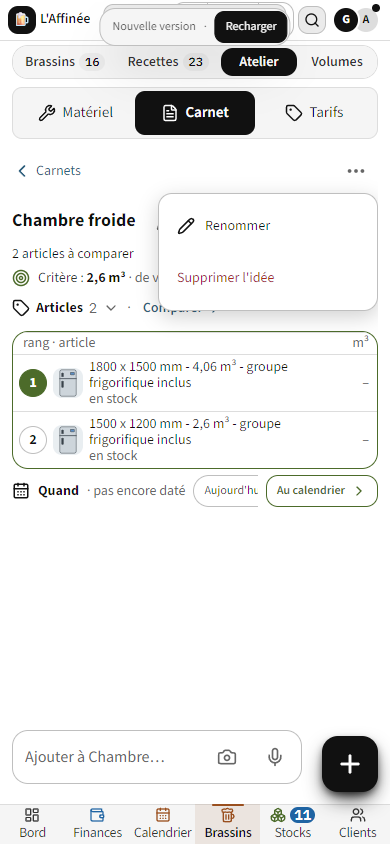 L'Affinée
Nouvelle version ·
Recharger
G
A
Brassins 16
Recettes 23
Atelier
Volumes
Matériel
Carnet
Tarifs
Carnets
Chambre froide
Renommer
Supprimer l'idée
2 articles à comparer
Critère : 2,6 m³ · de v
Articles 2 ·
rang · article m³
1 1800 x 1500 mm - 4,06 m³ - groupe
frigorifique inclus –
en stock
2 1500 x 1200 mm - 2,6 m³ - groupe
frigorifique inclus –
en stock
Quand · pas encore daté
Aujourd'hu
Au calendrier
Ajouter à Chambre…
Bord
Finances
Calendrier
Brassins
11
Stocks
Clients